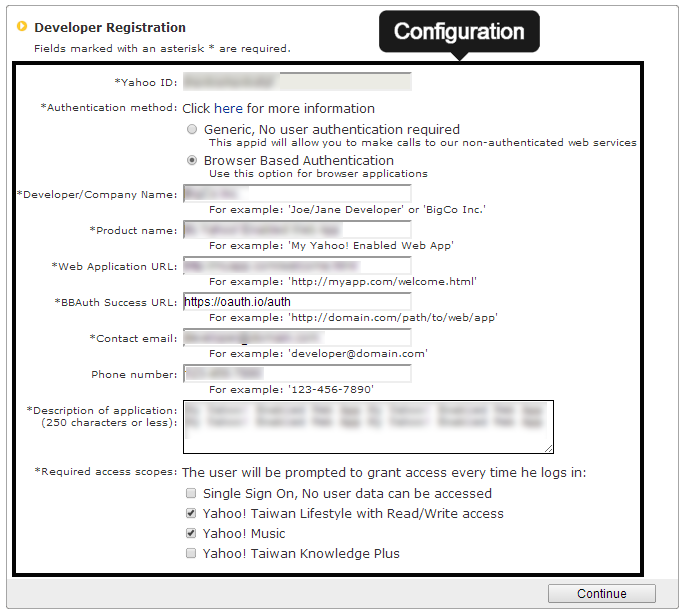 Developer Registration
Configuration
Fields marked with an asterisk * are required.
*Yahoo ID:
*Authentication method: Click here for more information
Generic, No user authentication required
This appid will allow you to make calls to our non-authenticated web services
Browser Based Authentication
Use this option for browser applications
*Developer/Company Name:
For example: 'Joe/Jane Developer' or 'BigCo Inc.'
*Product name:
For example: 'My Yahoo! Enabled Web App'
*Web Application URL:
For example: 'http://myapp.com/welcome.html'
*BBAuth Success URL: https://oauth.io/auth
For example: 'http://domain.com/path/to/web/app'
*Contact email:
For example: 'developer@domain.com'
Phone number:
For example: '123-456-7890'
*Description of application:
(250 characters or less):
*Required access scopes: The user will be prompted to grant access every time he logs in:
Single Sign On, No user data can be accessed
Yahoo! Taiwan Lifestyle with Read/Write access
Yahoo! Music
Yahoo! Taiwan Knowledge Plus
Continue